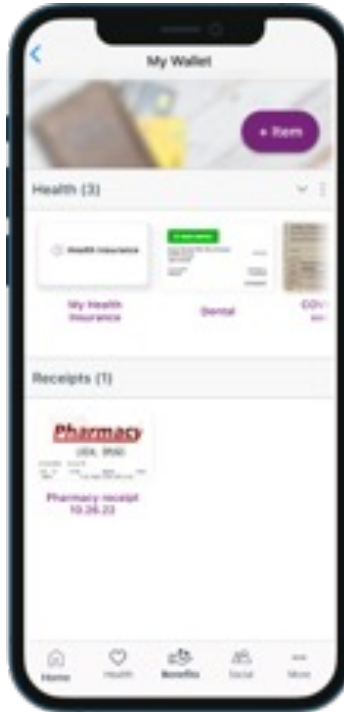 My Wallet
+ Item
Health (3)
Health Insurance
My Health
Insurance
Dental
Receipts (1)
Pharmacy
Pharmacy receipt
10.26.22
Home
Health
Benefits
Social
More